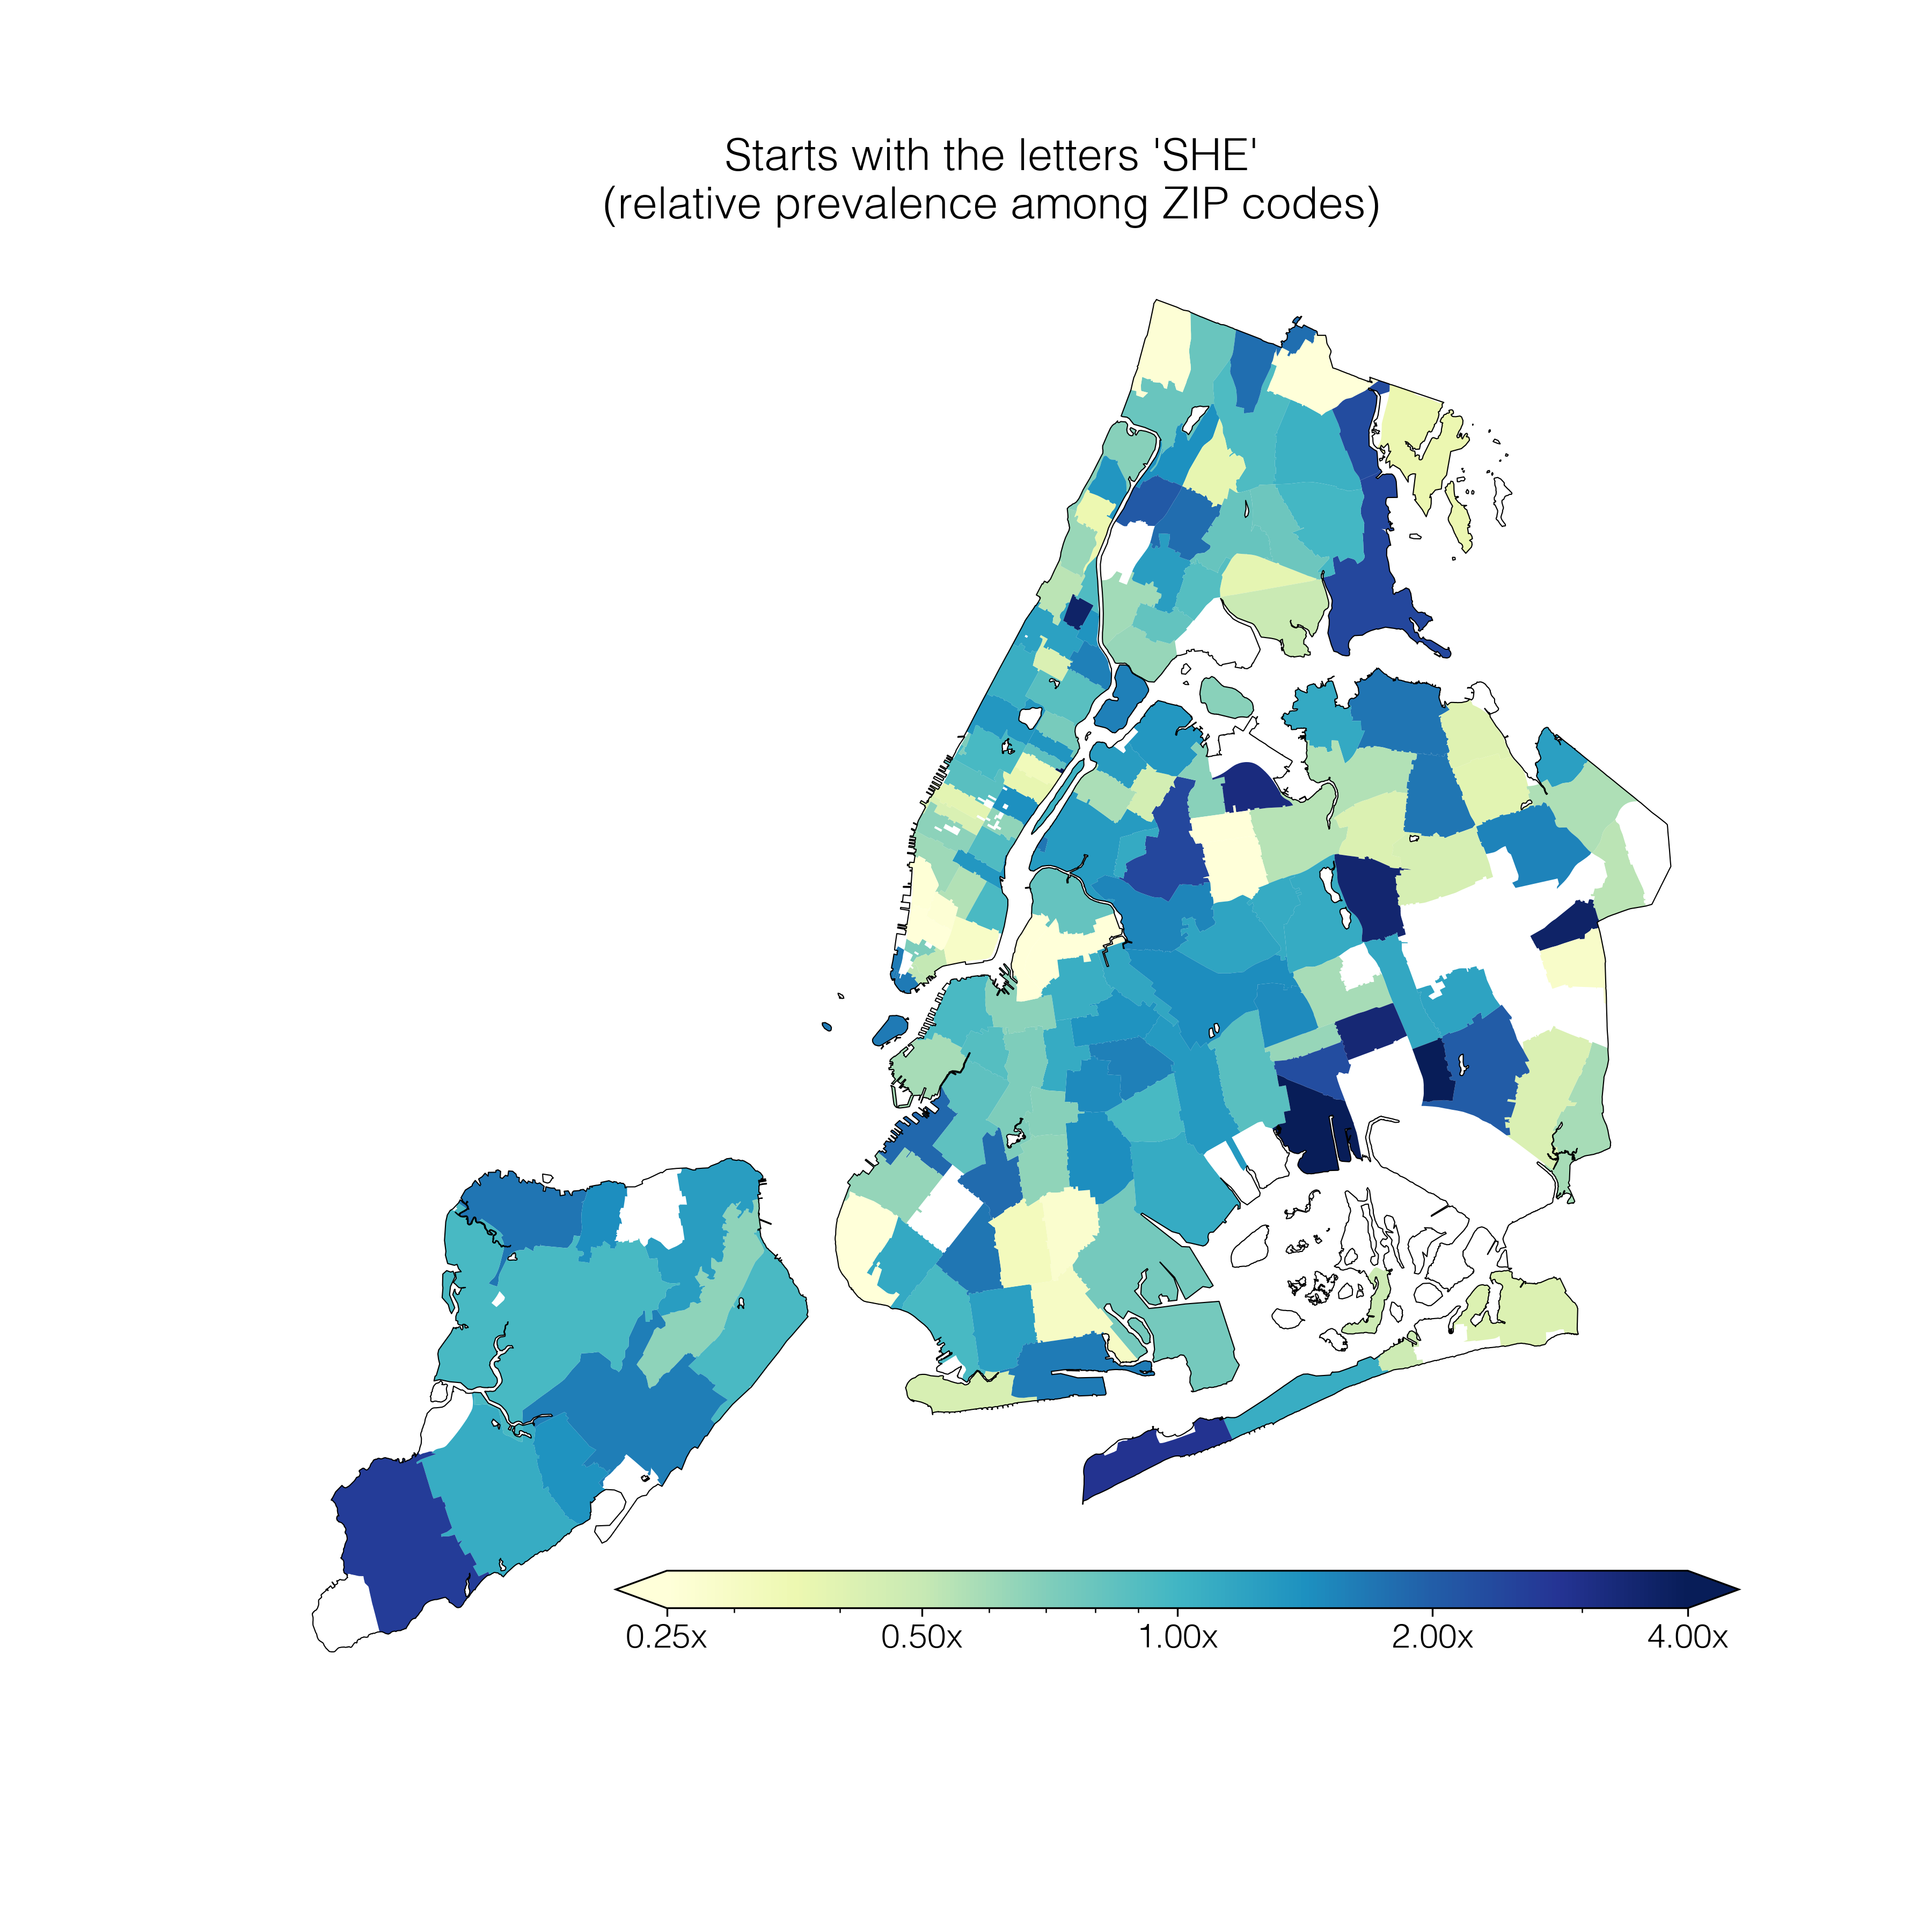 Starts with the letters 'SHE'
(relative prevalence among ZIP codes)
0.25x 0.50x 1.00x 2.00x 4.00x